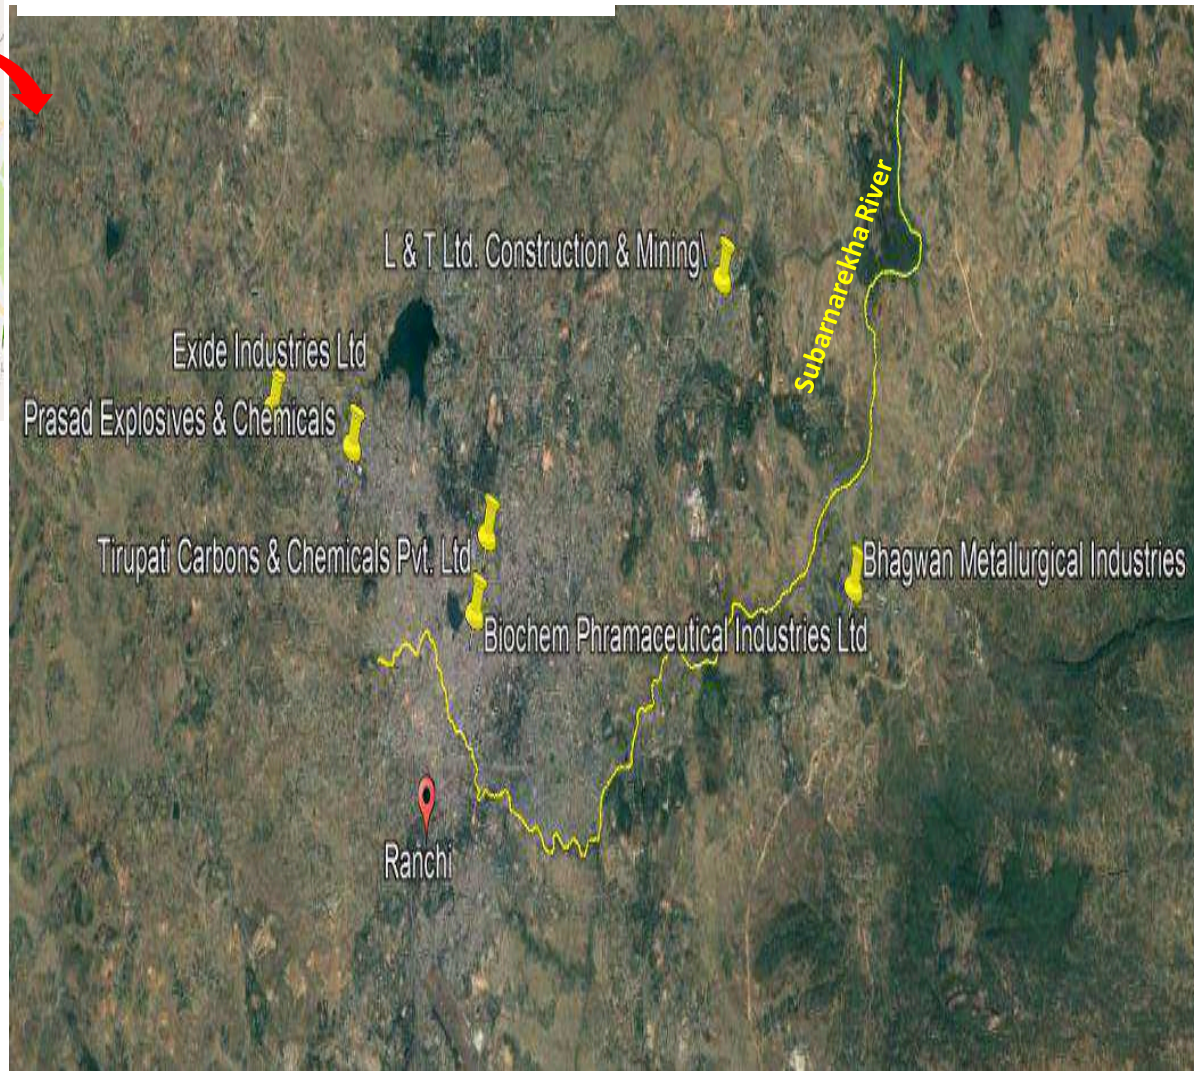 Subarnarekha River
L & T Ltd. Construction & Mining\
Exide Industries Ltd
Prasad Explosives & Chemicals
Tirupati Carbons & Chemicals Pvt. Ltd
Bhagwan Metallurgical Industries
Biochem Phramaceutical Industries Ltd
Ranchi